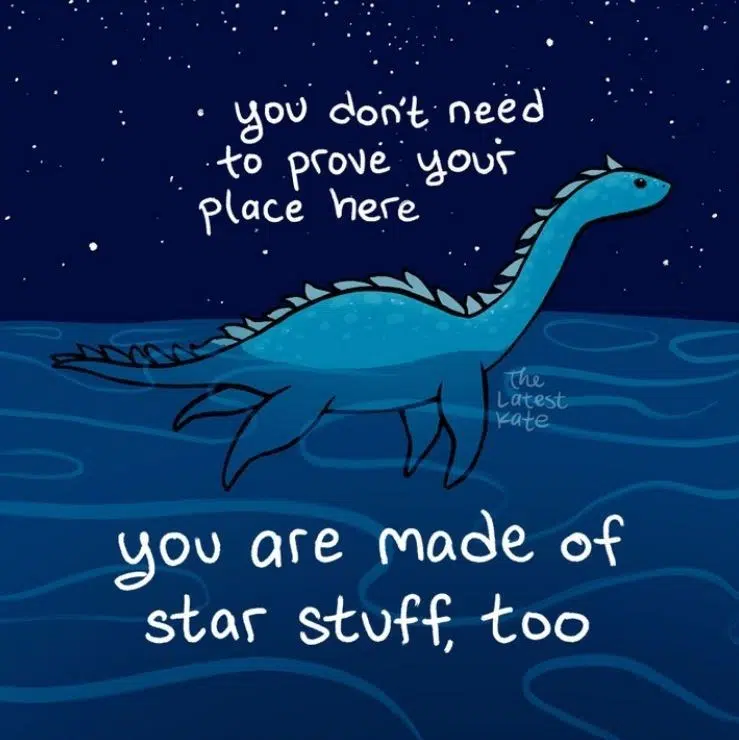 you don't need
to prove your
place here
The
Latest
Kate
you are made of
star stuff, too